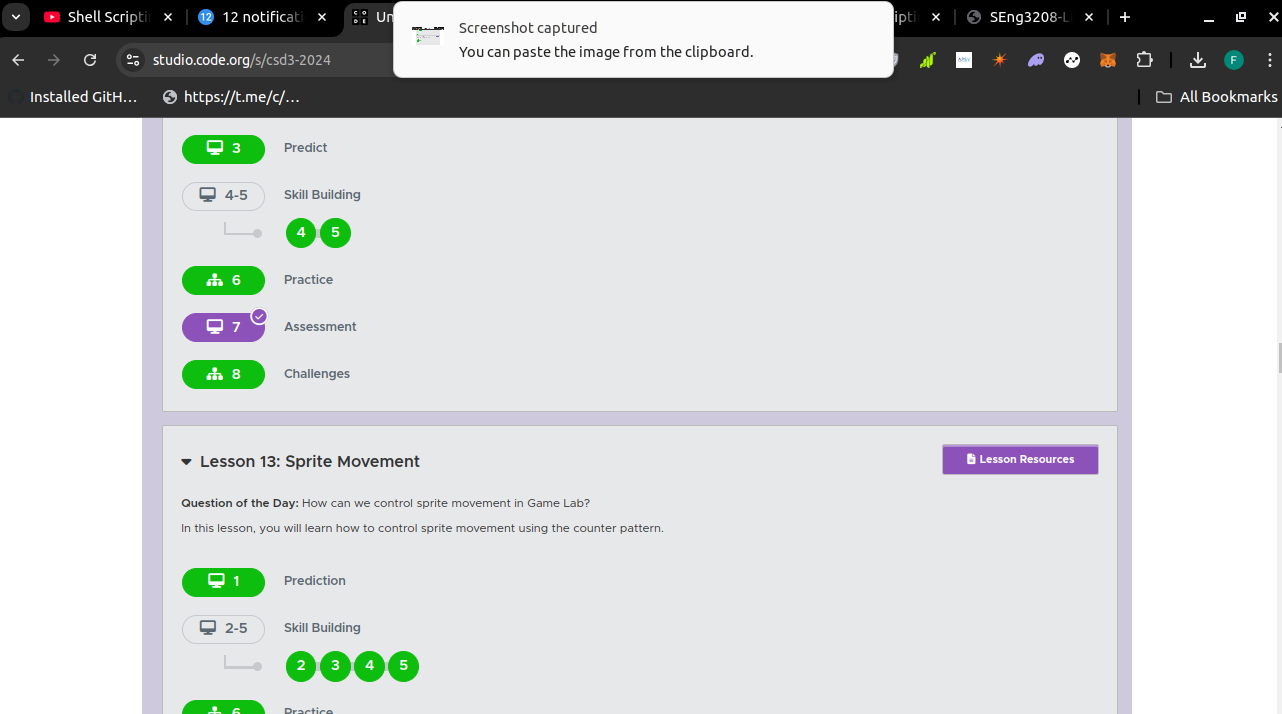 Shell Scriptin
12 12 notificati
C O D E Un
iptin
SEng3208-L
Screenshot captured
You can paste the image from the clipboard.
studio.code.org/s/csd3-2024
F
Installed GitH...
https://t.me/c/...
All Bookmarks
3 Predict
4-5 Skill Building
4 5
6 Practice
7 Assessment
8 Challenges
Lesson 13: Sprite Movement
Lesson Resources
Question of the Day: How can we control sprite movement in Game Lab?
In this lesson, you will learn how to control sprite movement using the counter pattern.
1 Prediction
2-5 Skill Building
2 3 4 5
6 Practice